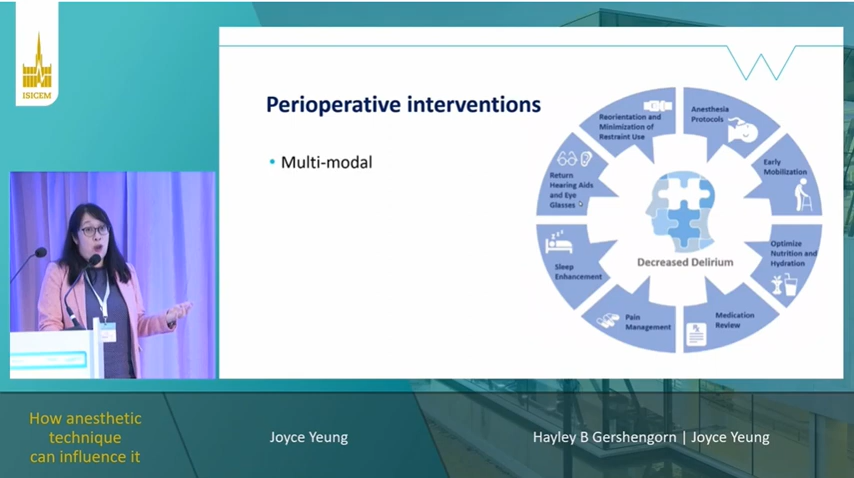 ISICEM
Perioperative interventions
• Multi-modal
Reorientation and
Minimization of
Restraint Use
Anesthesia
Protocols
Return
Hearing Aids
and Eye
Glasses
Early
Mobilization
Decreased Delirium
Optimize
Nutrition and
Hydration
Sleep
Enhancement
Pain
Management
Medication
Review
How anesthetic
technique
can influence it
Joyce Yeung
Hayley B Gershengorn | Joyce Yeung